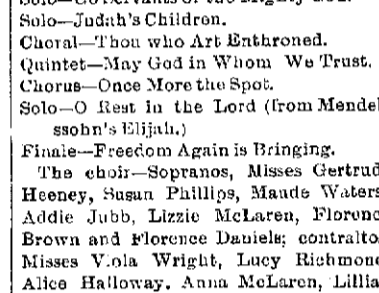 Solo—Judah's Children.
Choral—Thou who Art Enthroned.
Quintet—May God in Whom We Trust.
Chorus—Once More the Spot.
Solo—O Rest in the Lord (from Mendel
ssohn's Elijah.)
Finale—Freedom Again is Bringing.
The choir—Sopranos, Misses Gertrud
Heeney, Susan Phillips, Maude Waters
Addie Jubb, Lizzie McLaren, Florenc
Brown and Florence Daniels; contralto
Misses Viola Wright, Lucy Richmon
Alice Halloway, Anna McLaren, Lillia